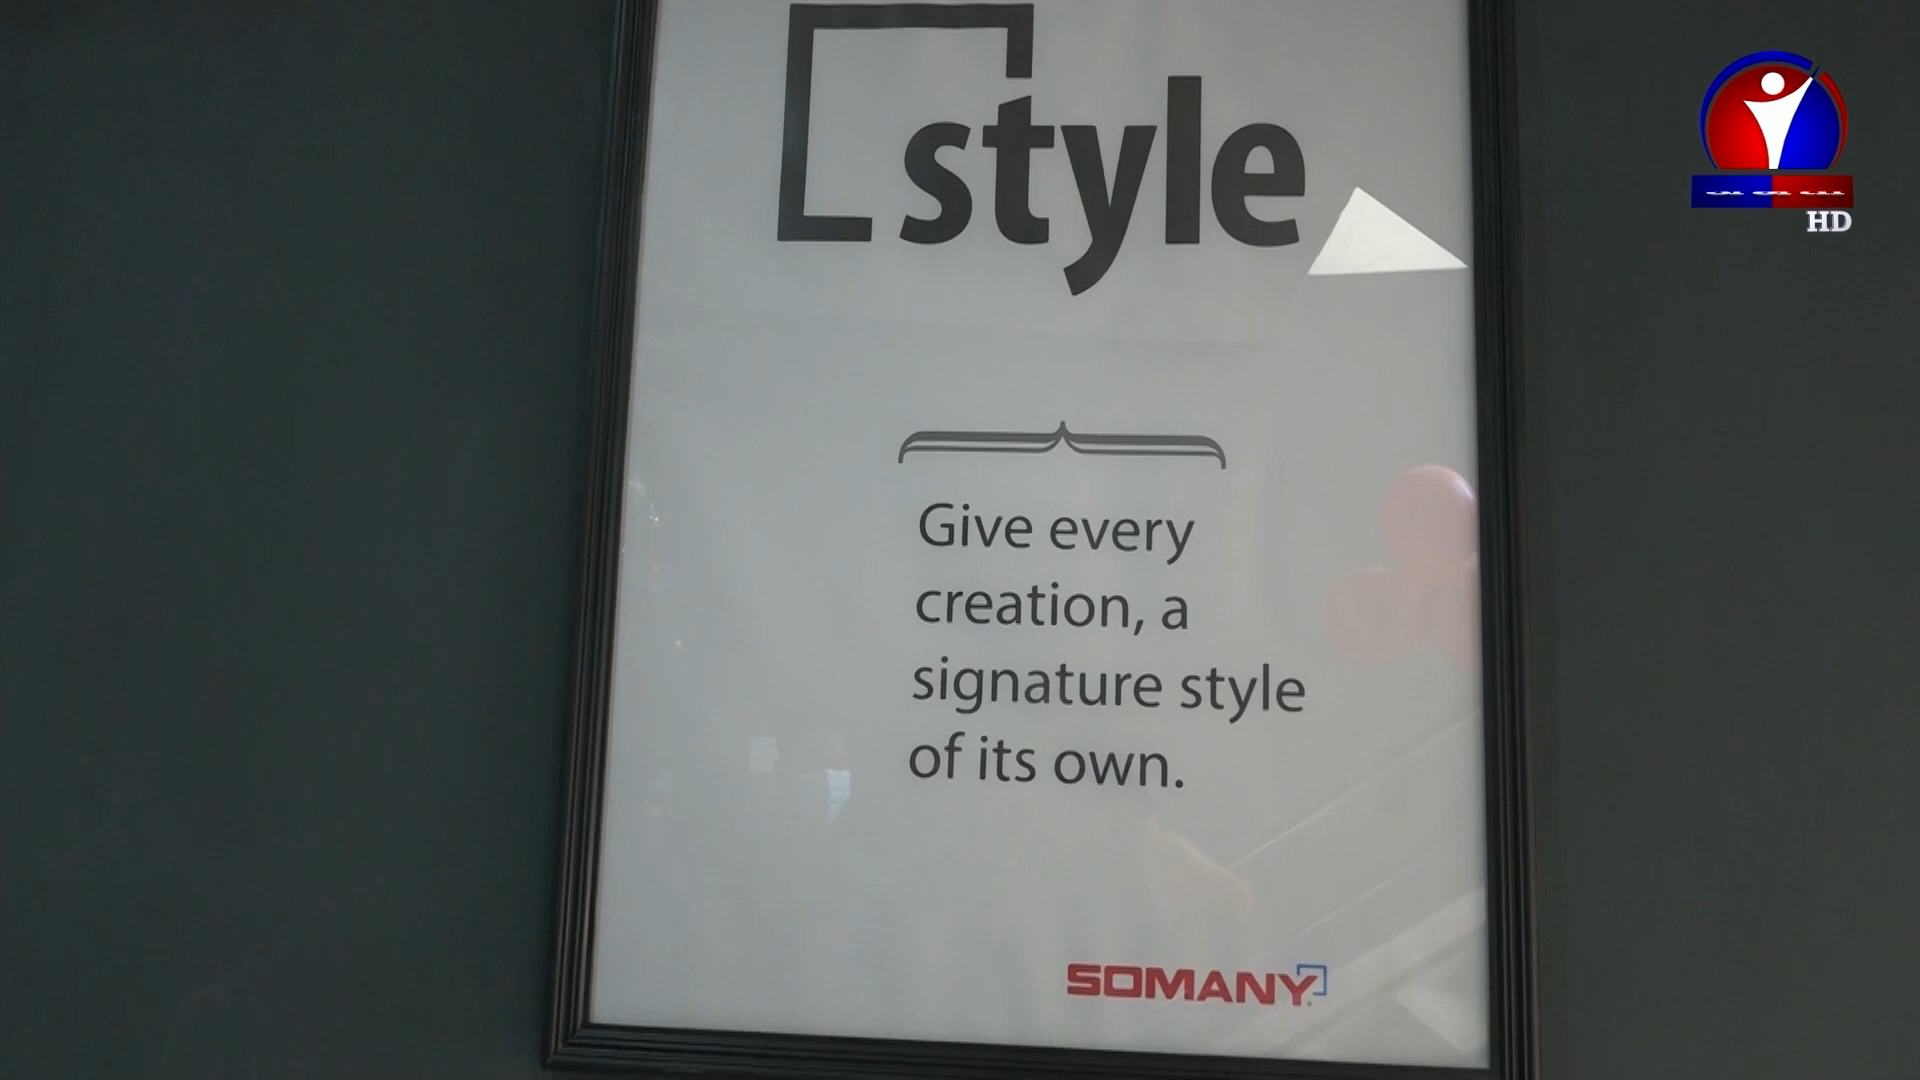 style
Give every
creation, a
signature style
of its own.
SOMANY
HD